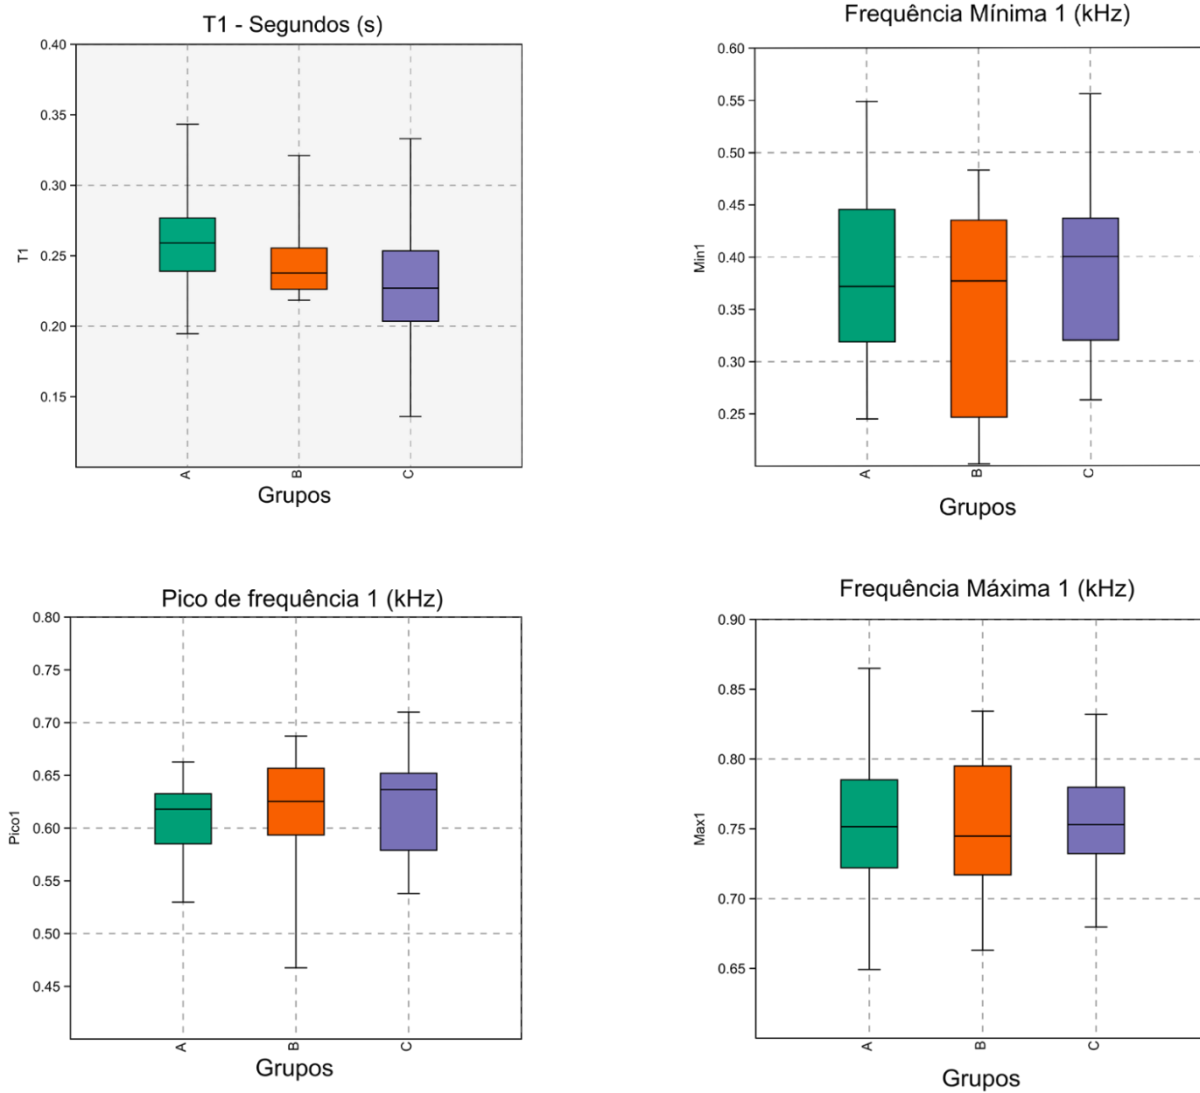 T1 - Segundos (s)
0.40
0.35
0.30
0.25
0.20
0.15
T1
A
B
C
Grupos
Frequência Mínima 1 (kHz)
0.60
0.55
0.50
0.45
0.40
0.35
0.30
0.25
Min1
A
B
C
Grupos
Pico de frequência 1 (kHz)
0.80
0.75
0.70
0.65
0.60
0.55
0.50
0.45
Pico1
A
B
C
Grupos
Frequência Máxima 1 (kHz)
0.90
0.85
0.80
0.75
0.70
0.65
Max1
A
B
C
Grupos